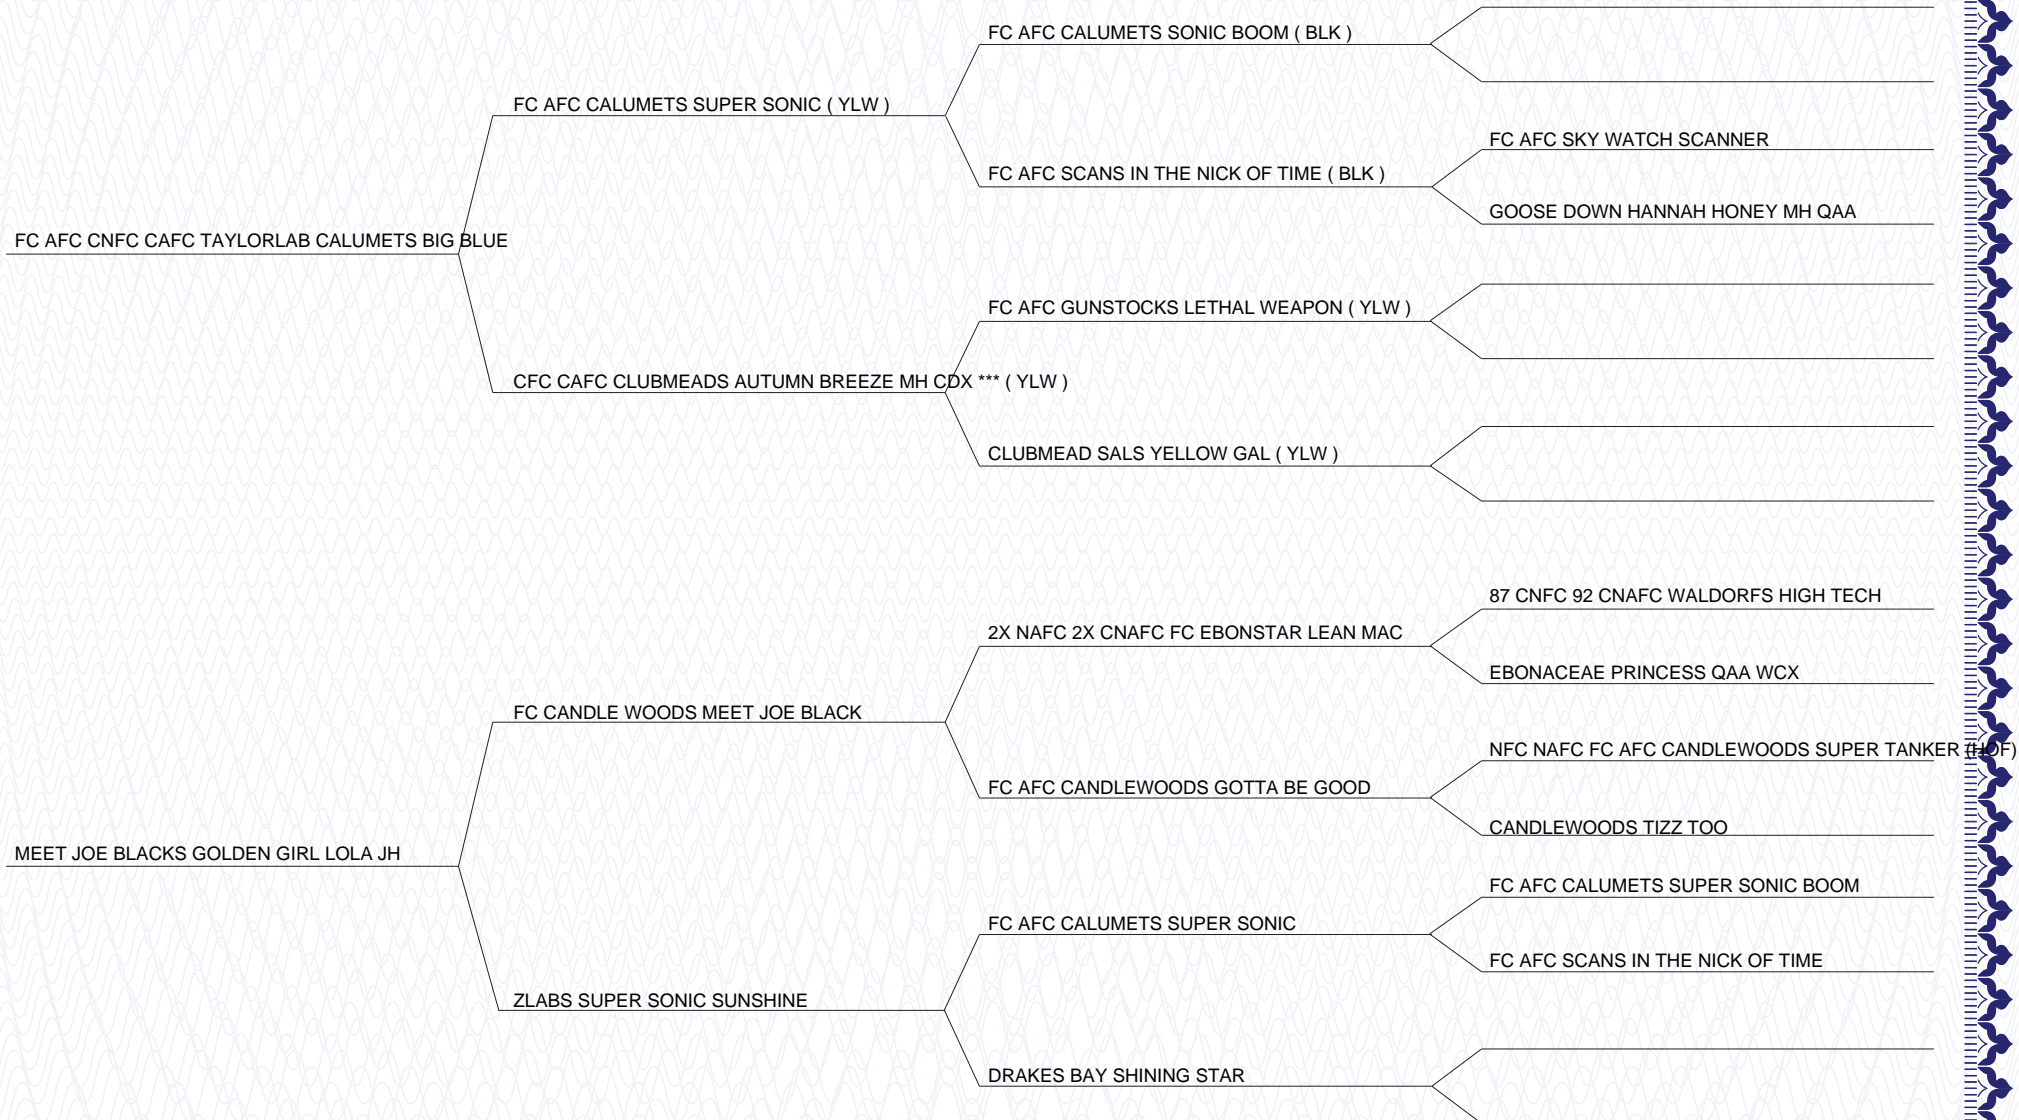 FC AFC CALUMETS SONIC BOOM ( BLK )
FC AFC CALUMETS SUPER SONIC ( YLW )
FC AFC SKY WATCH SCANNER
FC AFC SCANS IN THE NICK OF TIME ( BLK )
GOOSE DOWN HANNAH HONEY MH QAA
FC AFC CNFC CAFC TAYLORLAB CALUMETS BIG BLUE
FC AFC GUNSTOCKS LETHAL WEAPON ( YLW )
CFC CAFC CLUBMEADS AUTUMN BREEZE MH CDX *** ( YLW )
CLUBMEAD SALS YELLOW GAL ( YLW )
87 CNFC 92 CNAFC WALDORFS HIGH TECH
2X NAFC 2X CNAFC FC EBONSTAR LEAN MAC
EBONACEAE PRINCESS QAA WCX
FC CANDLE WOODS MEET JOE BLACK
NFC NAFC FC AFC CANDLEWOODS SUPER TANKER (HOF)
FC AFC CANDLEWOODS GOTTA BE GOOD
CANDLEWOODS TIZZ TOO
MEET JOE BLACKS GOLDEN GIRL LOLA JH
FC AFC CALUMETS SUPER SONIC BOOM
FC AFC CALUMETS SUPER SONIC
FC AFC SCANS IN THE NICK OF TIME
ZLABS SUPER SONIC SUNSHINE
DRAKES BAY SHINING STAR